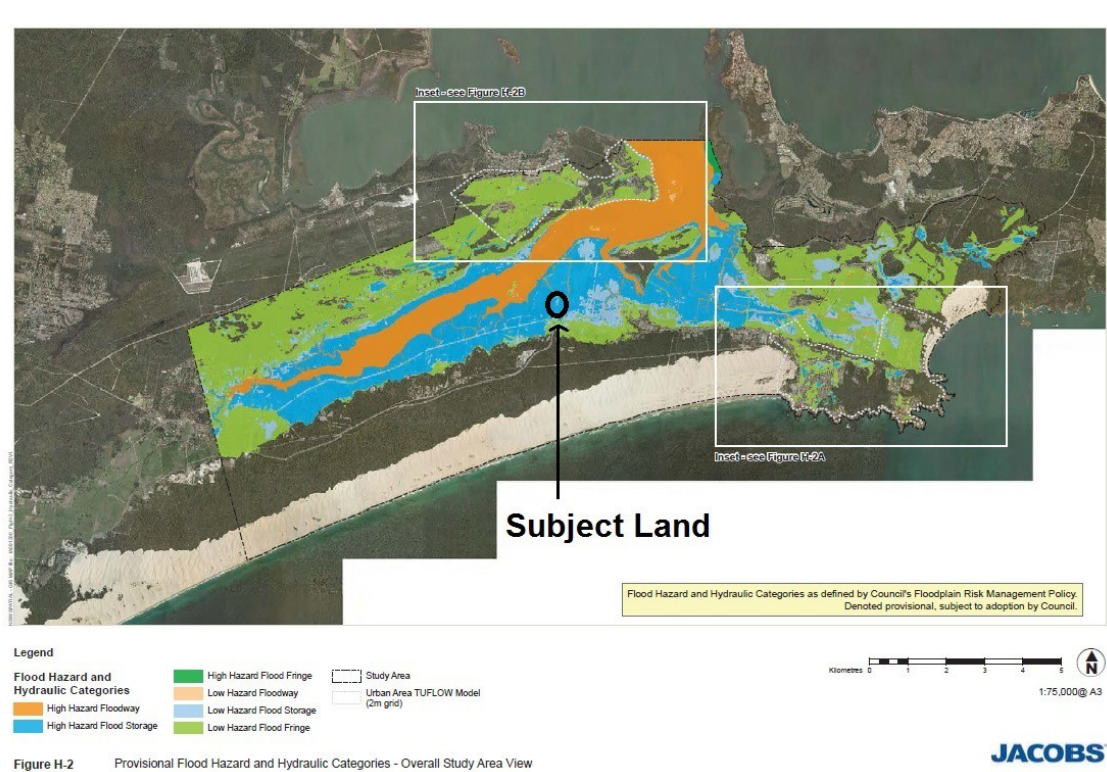 Inset - see Figure H-2B
Inset - see Figure H-2A
Subject Land
Flood Hazard and Hydraulic Categories as defined by Council's Floodplain Risk Management Policy.
Denoted provisional, subject to adoption by Council.
Legend
Flood Hazard and
Hydraulic Categories
High Hazard Floodway
High Hazard Flood Storage
High Hazard Flood Fringe
Low Hazard Floodway
Low Hazard Flood Storage
Low Hazard Flood Fringe
Study Area
Urban Area TUFLOW Model
(2m grid)
Kilometres 0 1 2 3 4 5
N
1:75,000@ A3
Figure H-2 Provisional Flood Hazard and Hydraulic Categories - Overall Study Area View
JACOBS